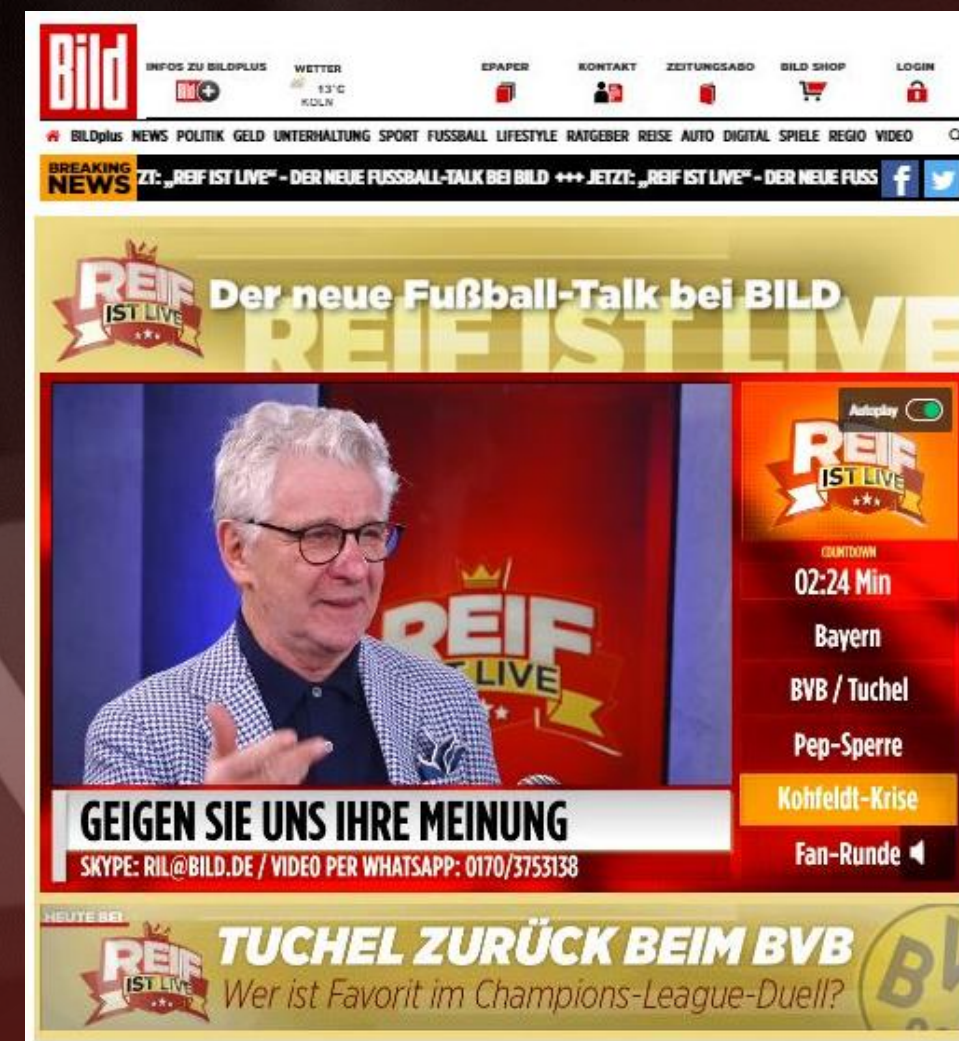 Bild
INFOS ZU BILDPLUS
WETTER
EPAPER
KONTAKT
ZEITUNGSABO
BILD SHOP
LOGIN
13°C
KÖLN
BILDplus NEWS POLITIK GELD UNTERHALTUNG SPORT FUSSBALL LIFESTYLE RATGEBER REISE AUTO DIGITAL SPIELE REGIO VIDEO
BREAKING NEWS
ZT: „REIF IST LIVE“ - DER NEUE FUSSBALL-TALK BEI BILD +++ JETZT: „REIF IST LIVE“ - DER NEUE FUSS
REIF
IST LIVE
Der neue Fußball-Talk bei BILD
REIF IST LIVE
REIF
LIVE
Autoplay
REIF
IST LIVE
COUNTDOWN
02:24 Min
Bayern
BVB / Tuchel
Pep-Sperre
Kohfeldt-Krise
Fan-Runde
GEIGEN SIE UNS IHRE MEINUNG
SKYPE: RIL@BILD.DE / VIDEO PER WHATSAPP: 0170/3753138
HEUTE BEI
REIF
IST LIVE
TUCHEL ZURÜCK BEIM BVB
Wer ist Favorit im Champions-League-Duell?
BV